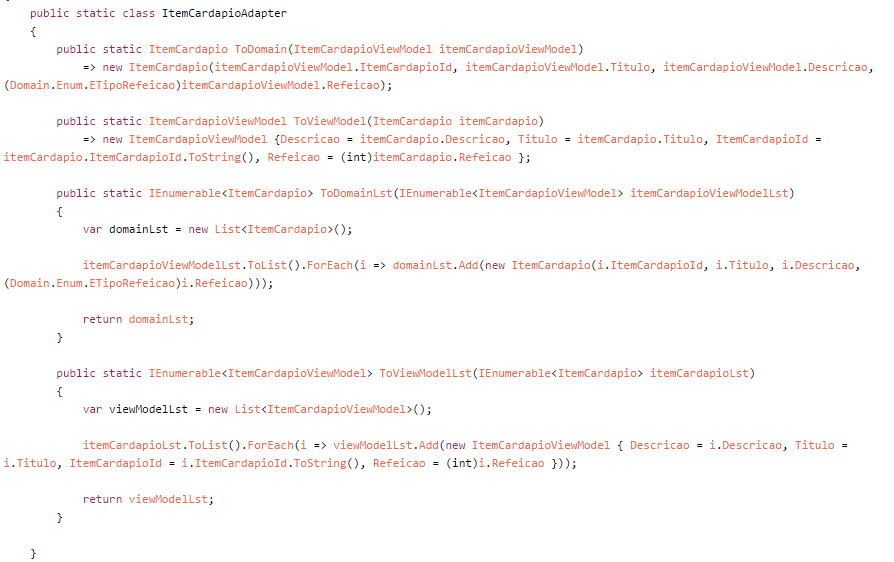 public static class ItemCardapioAdapter
{
public static ItemCardapio ToDomain(ItemCardapioViewModel itemCardapioViewModel)
=> new ItemCardapio(itemCardapioViewModel.ItemCardapioId, itemCardapioViewModel.Titulo, itemCardapioViewModel.Descricao,
(Domain.Enum.ETipoRefeicao)itemCardapioViewModel.Refeicao);
public static ItemCardapioViewModel ToViewModel(ItemCardapio itemCardapio)
=> new ItemCardapioViewModel {Descricao = itemCardapio.Descricao, Titulo = itemCardapio.Titulo, ItemCardapioId =
itemCardapio.ItemCardapioId.ToString(), Refeicao = (int)itemCardapio.Refeicao };
public static IEnumerable<ItemCardapio> ToDomainLst(IEnumerable<ItemCardapioViewModel> itemCardapioViewModelLst)
{
var domainLst = new List<ItemCardapio>();
itemCardapioViewModelLst.ToList().ForEach(i => domainLst.Add(new ItemCardapio(i.ItemCardapioId, i.Titulo, i.Descricao,
(Domain.Enum.ETipoRefeicao)i.Refeicao)));
return domainLst;
}
public static IEnumerable<ItemCardapioViewModel> ToViewModelLst(IEnumerable<ItemCardapio> itemCardapioLst)
{
var viewModelLst = new List<ItemCardapioViewModel>();
itemCardapioLst.ToList().ForEach(i => viewModelLst.Add(new ItemCardapioViewModel { Descricao = i.Descricao, Titulo =
i.Titulo, ItemCardapioId = i.ItemCardapioId.ToString(), Refeicao = (int)i.Refeicao }));
return viewModelLst;
}
}